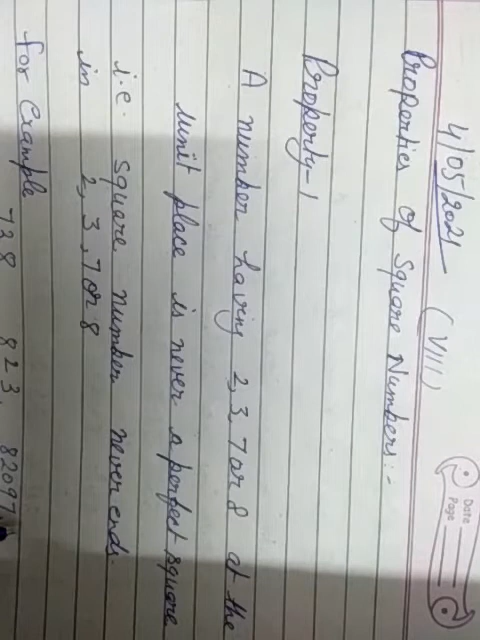 Date
Page
4/05/2021 (VIII)
Properties of Square Numbers:-
Property-1
A number having 2, 3, 7 or 8 at the
unit place is never a perfect square
i.e. square number never ends
in 2, 3, 7 or 8
For example
738 823, 82097